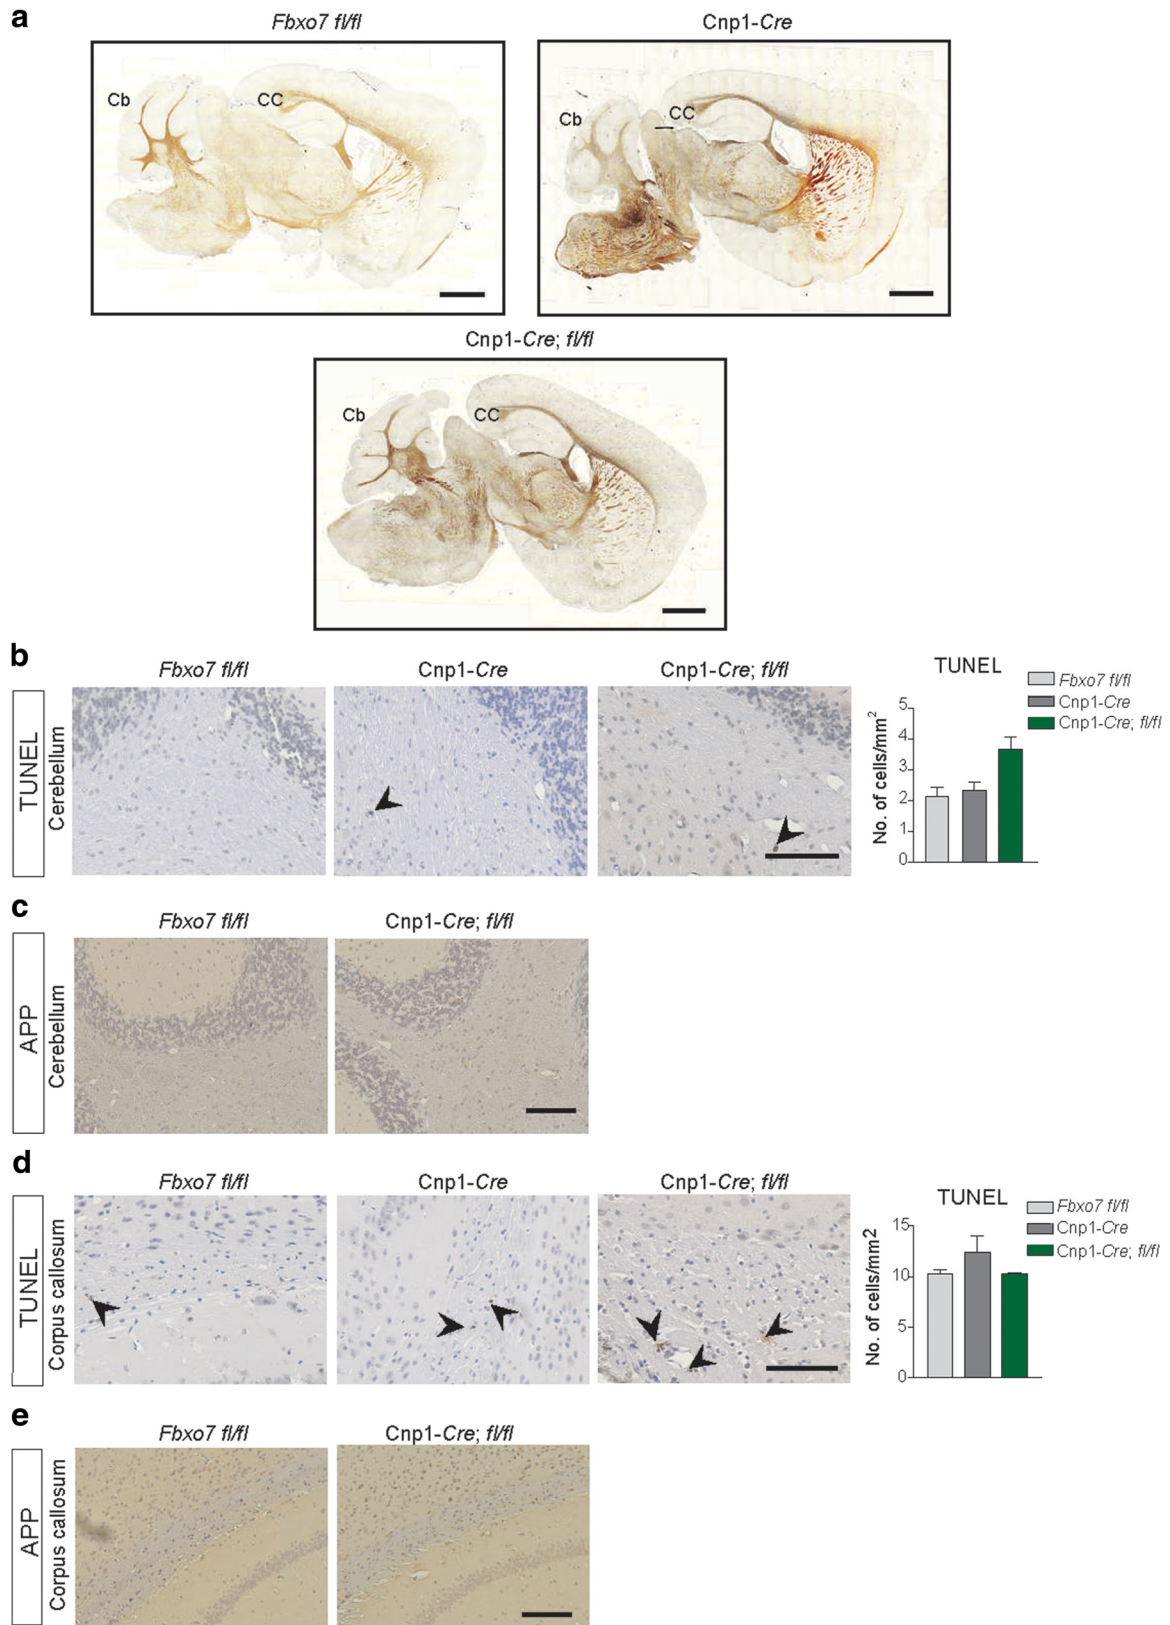 a
Fbxo7 fl/fl
Cnp1-Cre
Cb
CC
Cb
CC
Cnp1-Cre; fl/fl
Cb
CC
b
Fbxo7 fl/fl
Cnp1-Cre
Cnp1-Cre; fl/fl
TUNEL
Cerebellum
TUNEL
Fbxo7 fl/fl
Cnp1-Cre
Cnp1-Cre; fl/fl
No. of cells/mm2
5
4
3
2
1
0
c
Fbxo7 fl/fl
Cnp1-Cre; fl/fl
APP
Cerebellum
d
Fbxo7 fl/fl
Cnp1-Cre
Cnp1-Cre; fl/fl
TUNEL
Corpus callosum
TUNEL
Fbxo7 fl/fl
Cnp1-Cre
Cnp1-Cre; fl/fl
No. of cells/mm2
15
10
5
0
e
Fbxo7 fl/fl
Cnp1-Cre; fl/fl
APP
Corpus callosum